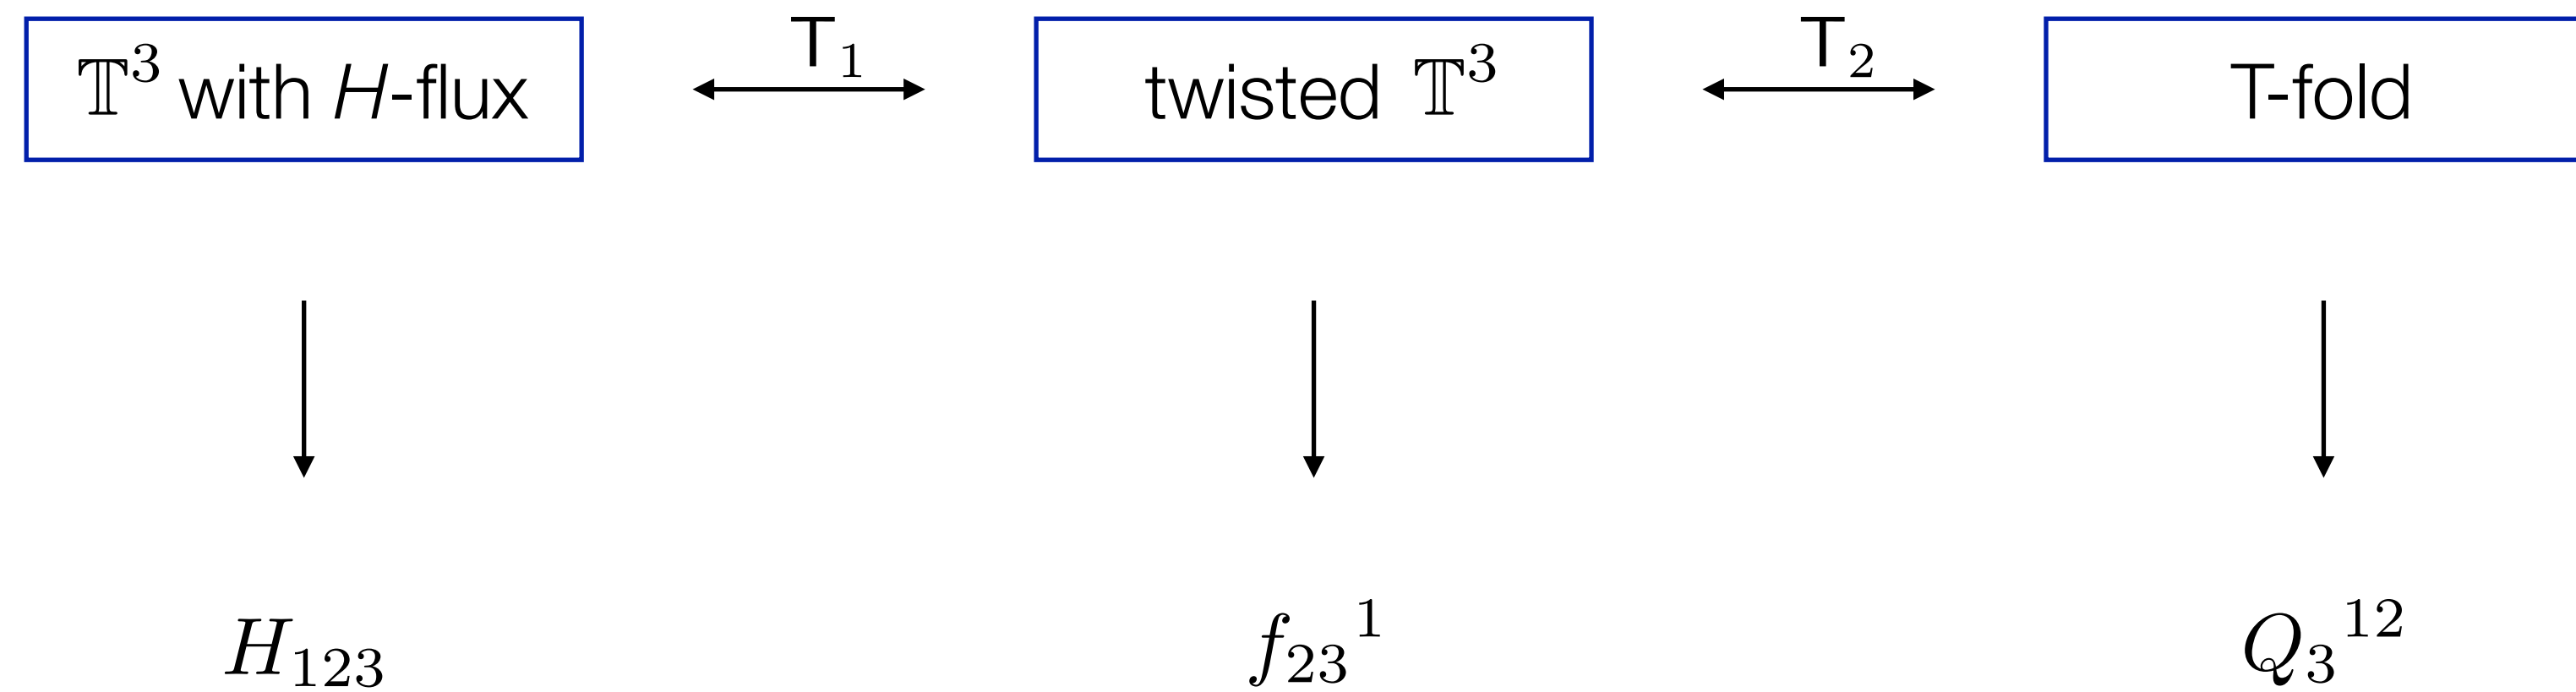 𝕋³ with H-flux T₁ twisted 𝕋³ T₂ T-fold
H₁₂₃ f₂₃¹ Q₃¹²